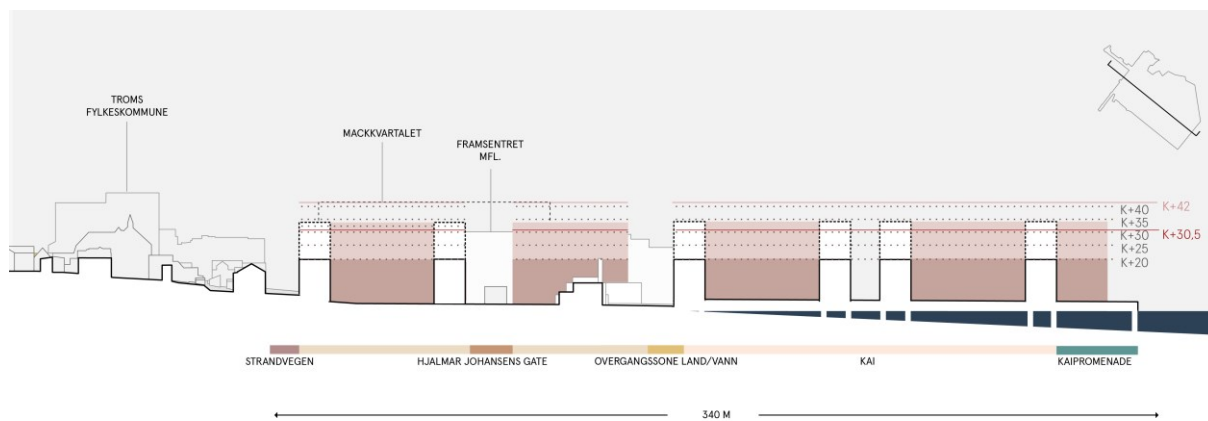 TROMS
FYLKESKOMMUNE
MACKKVARTALET
FRAMSENTRET
MFL.
K+42
K+40
K+35
K+30
K+30,5
K+25
K+20
STRANDVEGEN
HJALMAR JOHANSENS GATE
OVERGANGSSONE LAND/VANN
KAI
KAIPROMENADE
340 M